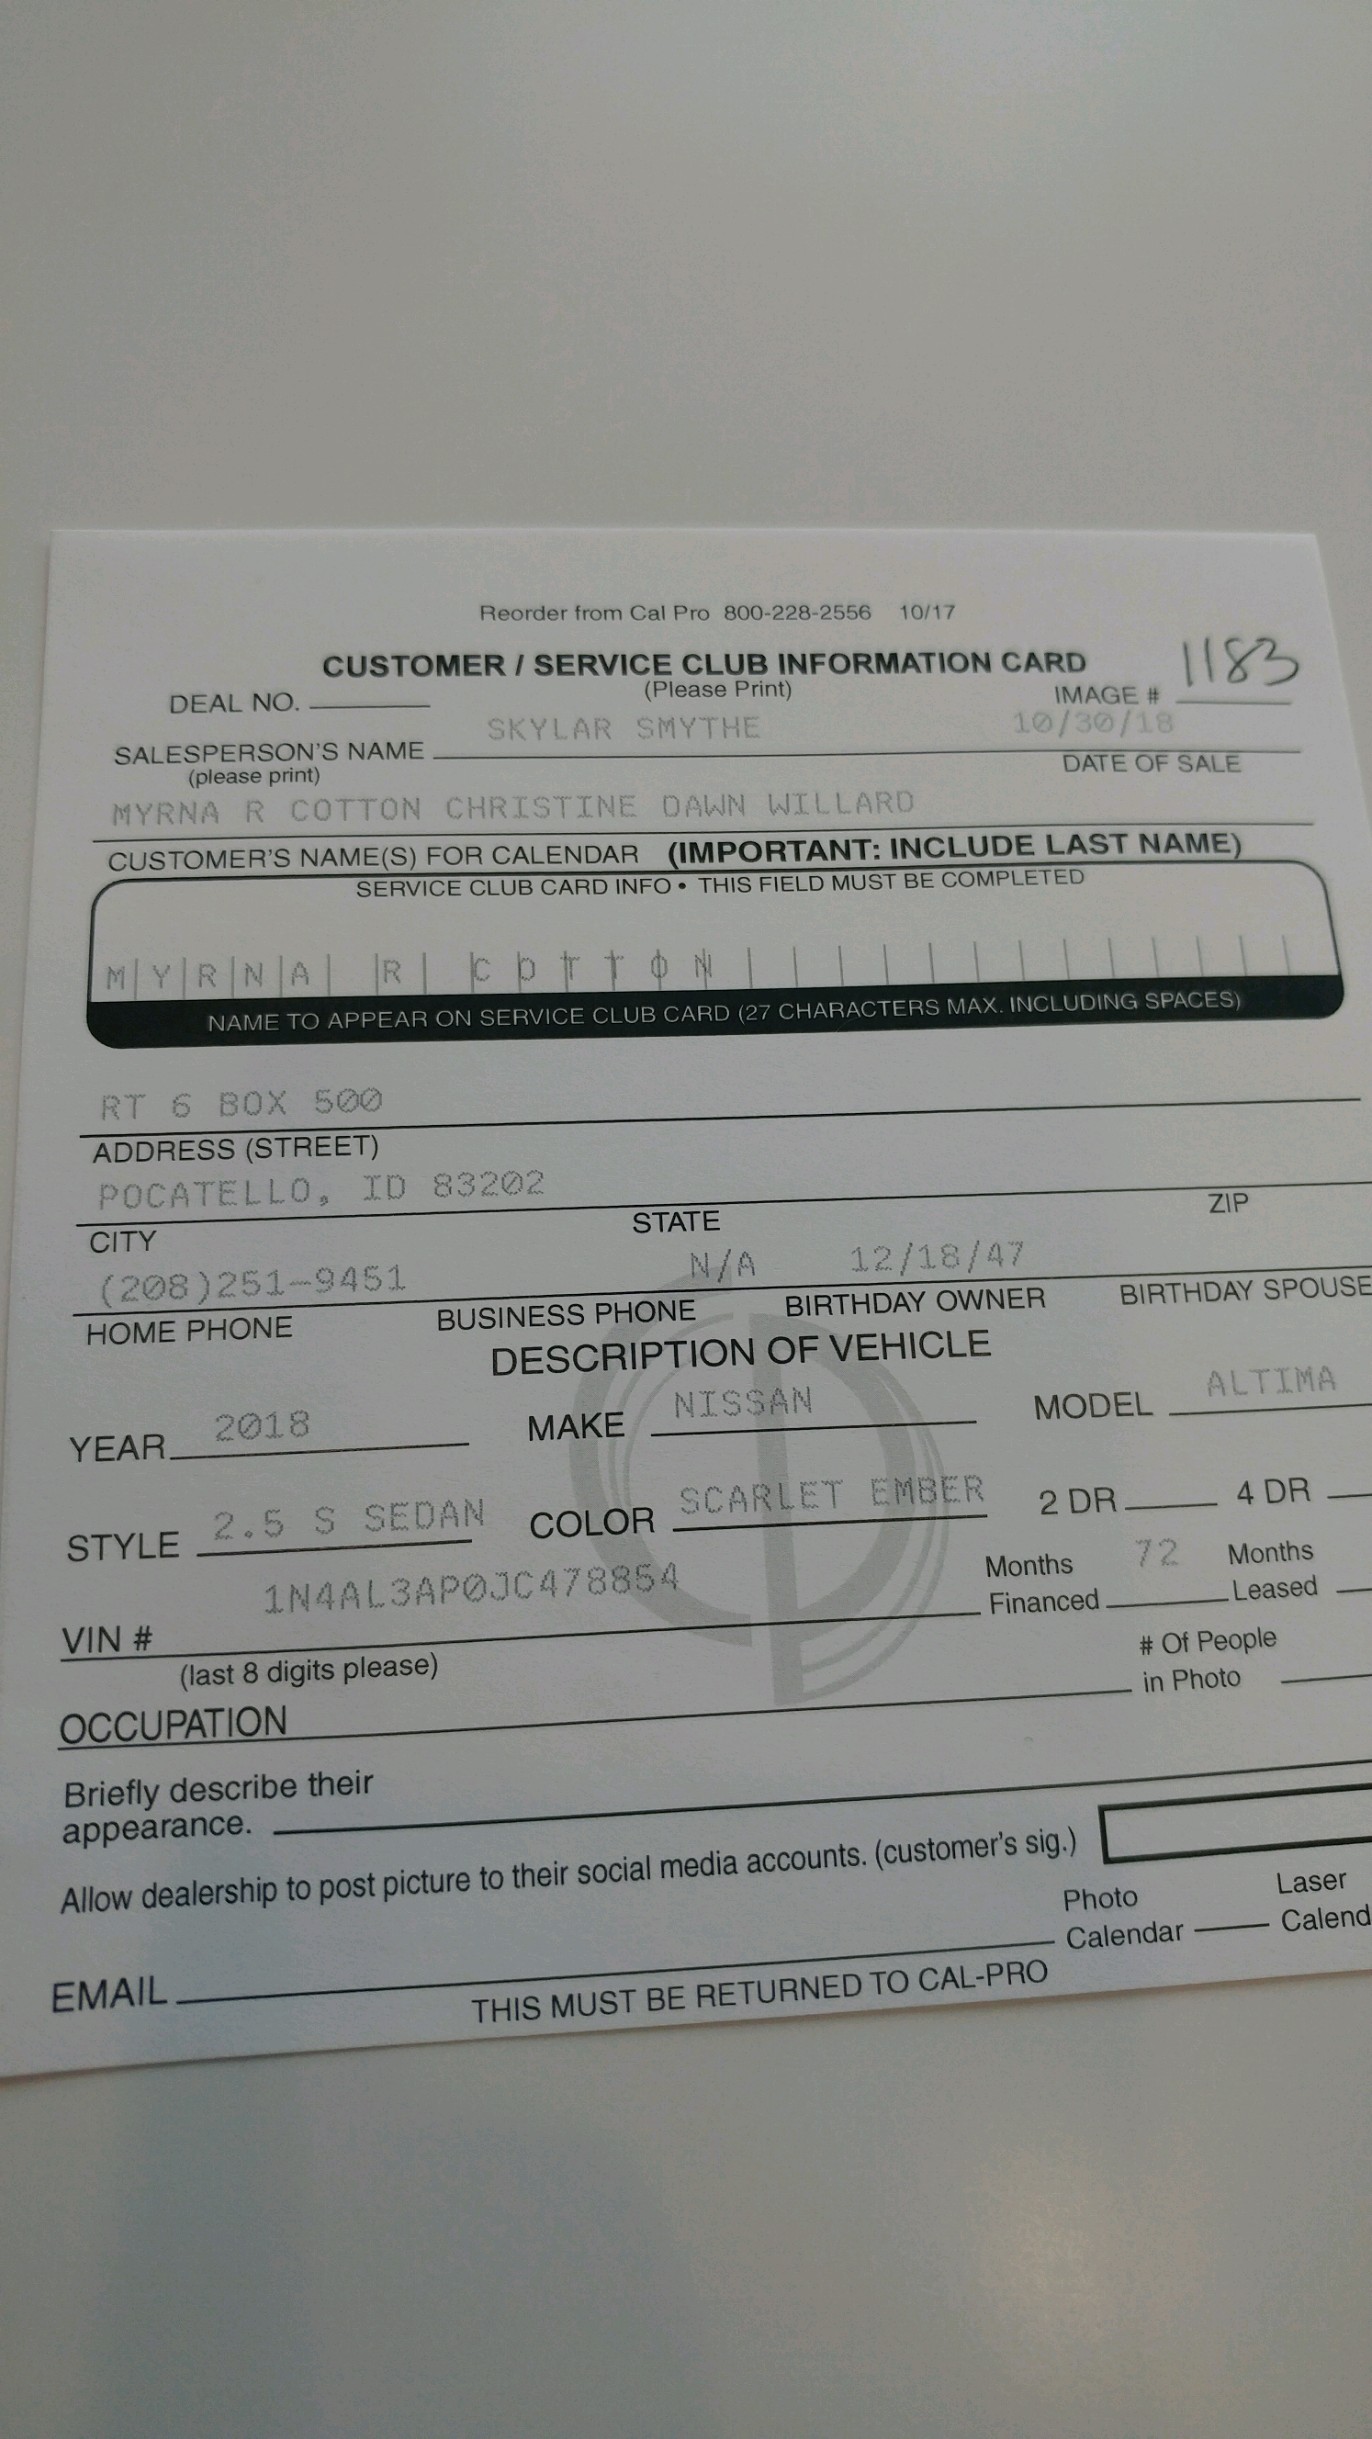 Reorder from Cal Pro 800-228-2556 10/17
CUSTOMER / SERVICE CLUB INFORMATION CARD
1183
DEAL NO.
(Please Print)
IMAGE #
SKYLAR SMYTHE
10/30/18
SALESPERSON'S NAME
(please print)
DATE OF SALE
MYRNA R COTTON CHRISTINE DAWN WILLARD
CUSTOMER'S NAME(S) FOR CALENDAR (IMPORTANT: INCLUDE LAST NAME)
SERVICE CLUB CARD INFO • THIS FIELD MUST BE COMPLETED
MYRNA R COTTON
NAME TO APPEAR ON SERVICE CLUB CARD (27 CHARACTERS MAX. INCLUDING SPACES)
RT 6 BOX 500
ADDRESS (STREET)
POCATELLO, ID 83202
CITY STATE ZIP
(208)251-9451 N/A 12/18/47
HOME PHONE BUSINESS PHONE BIRTHDAY OWNER BIRTHDAY SPOUSE
DESCRIPTION OF VEHICLE
YEAR 2018 MAKE NISSAN MODEL ALTIMA
STYLE 2.5 S SEDAN COLOR SCARLET EMBER 2 DR 4 DR
VIN # 1N4AL3AP0JC478854
(last 8 digits please)
Months Financed 72 Months Leased
# Of People
in Photo
OCCUPATION
Briefly describe their
appearance.
Allow dealership to post picture to their social media accounts. (customer's sig.)
Photo Laser
Calendar Calend
EMAIL
THIS MUST BE RETURNED TO CAL-PRO